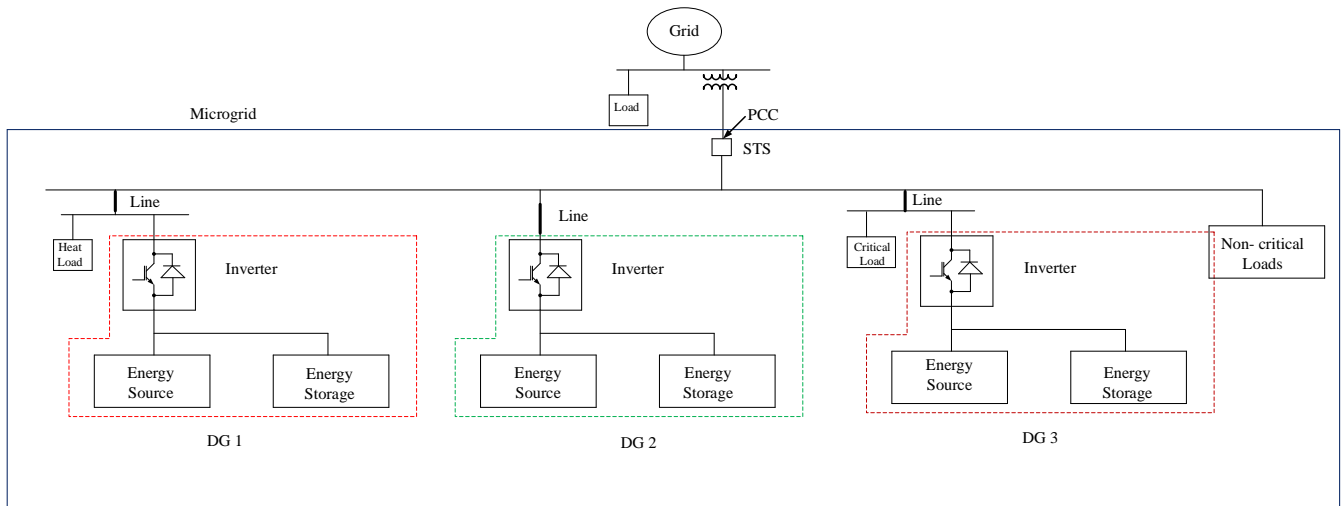 Grid
Load
Microgrid
PCC
STS
Line
Line
Line
Heat
Load
Inverter
Inverter
Critical
Load
Inverter
Non- critical
Loads
Energy
Source
Energy
Storage
Energy
Source
Energy
Storage
Energy
Source
Energy
Storage
DG 1
DG 2
DG 3